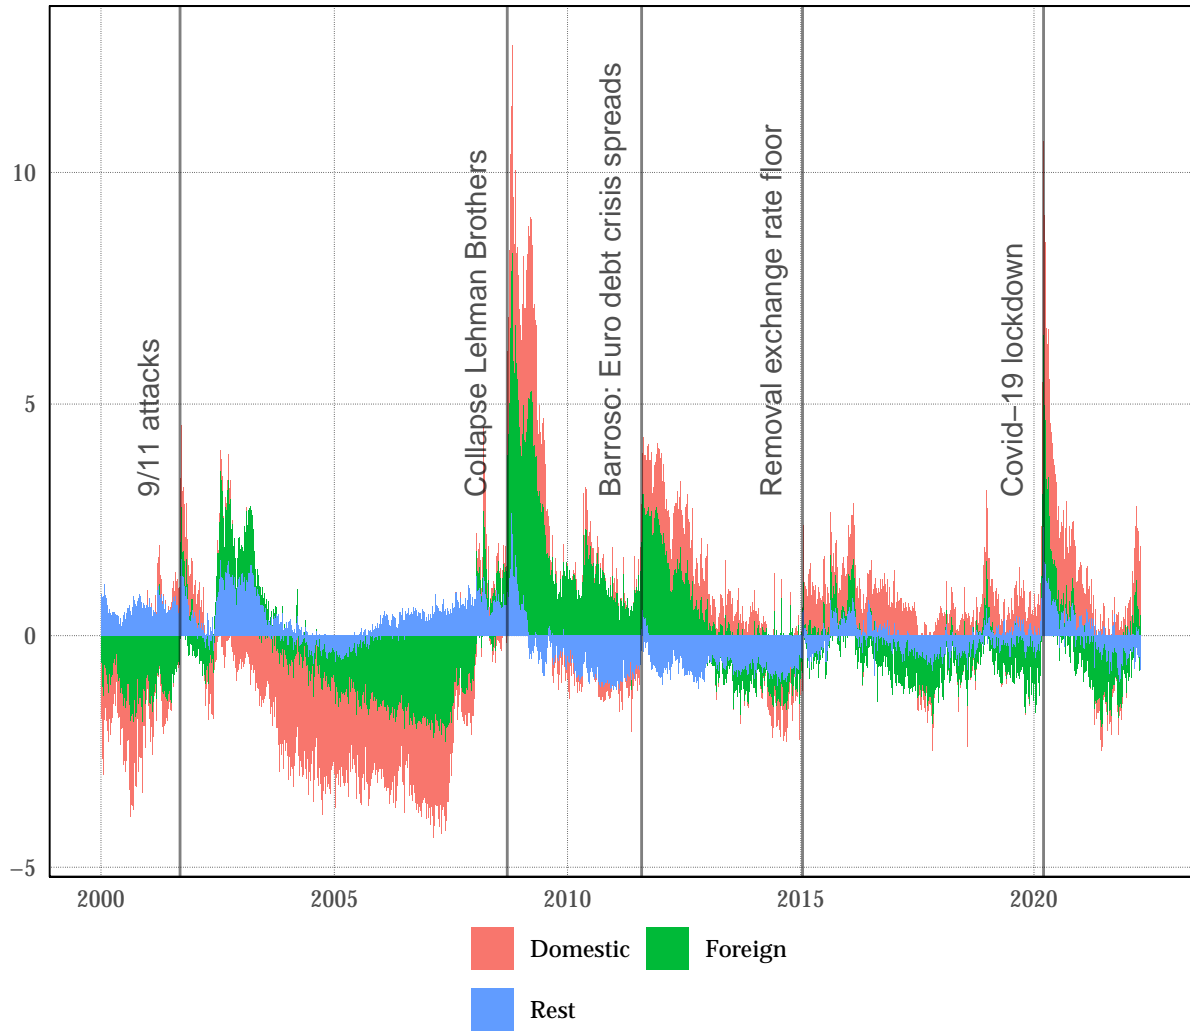 10
5
0
−5
9/11 attacks
Collapse Lehman Brothers
Barroso: Euro debt crisis spreads
Removal exchange rate floor
Covid−19 lockdown
2000
2005
2010
2015
2020
Domestic
Foreign
Rest